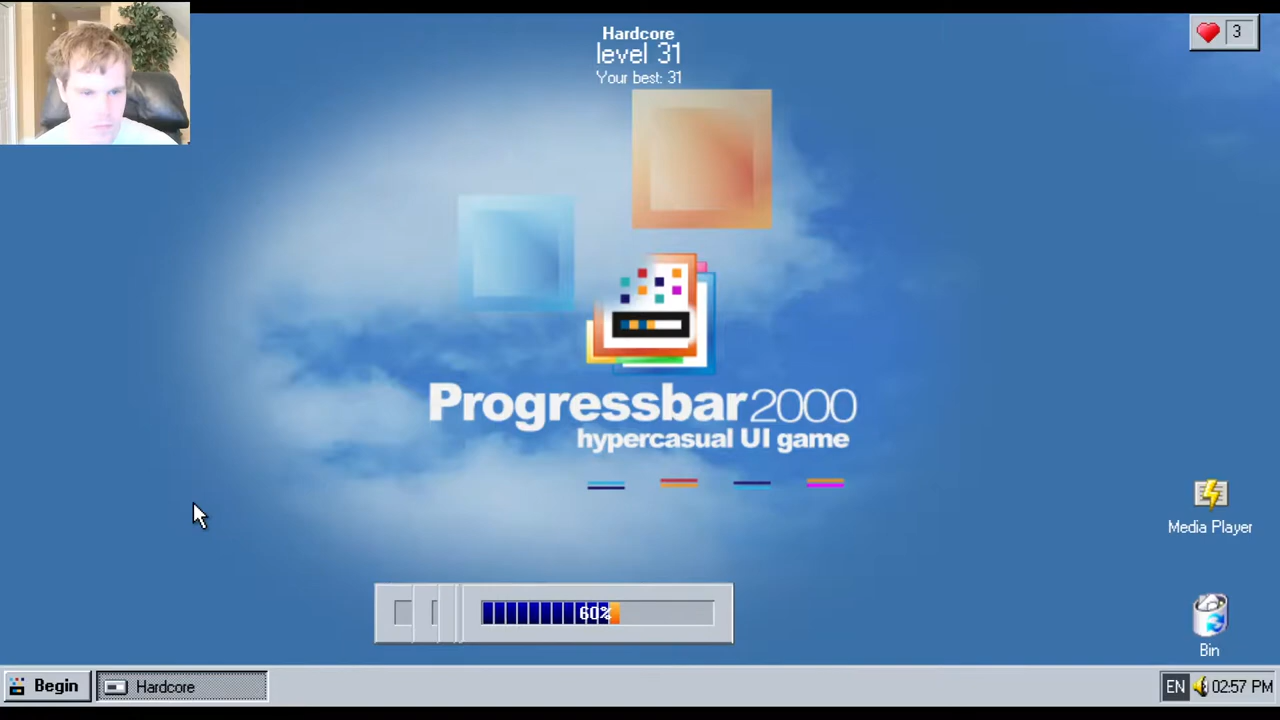 Hardcore
level 31
Your best: 31
3
Progressbar2000
hypercasual UI game
Media Player
60%
Bin
Begin
Hardcore
EN
02:57 PM